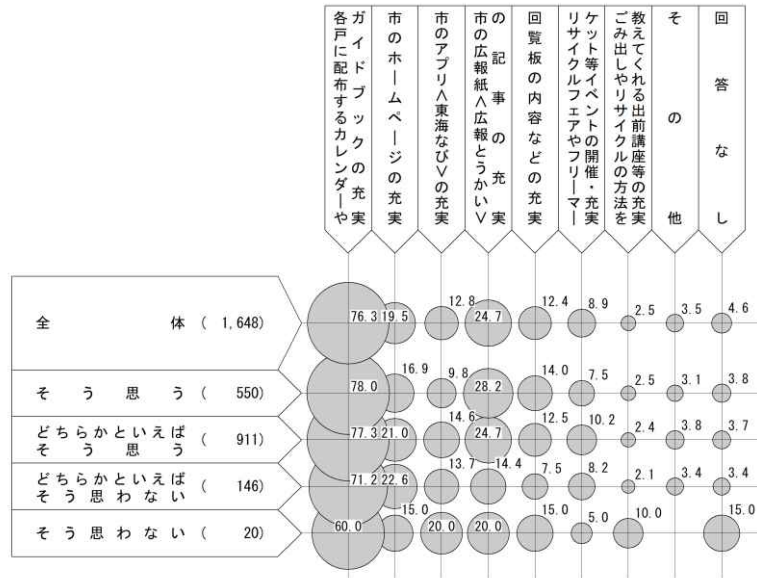 各戸に配布するカレンダーや
ガイドブックの充実
市のホームページの充実
市のアプリ<東海なび>の充実
市の広報紙<広報とうかい>
の記事の充実
回覧板の内容などの充実
リサイクルフェアやフリーマー
ケット等イベントの開催・充実
ごみ出しやリサイクルの方法を
教えてくれる出前講座等の充実
その他
回答なし
全体 ( 1,648)
76.3 19.5 12.8 24.7 12.4 8.9 2.5 3.5 4.6
そう思う ( 550)
78.0 16.9 9.8 28.2 14.0 7.5 2.5 3.1 3.8
どちらかといえば
そう思う ( 911)
77.3 21.0 14.6 24.7 12.5 10.2 2.4 3.8 3.7
どちらかといえば
そう思わない ( 146)
71.2 22.6 13.7 14.4 7.5 8.2 2.1 3.4 3.4
そう思わない ( 20)
60.0 15.0 20.0 20.0 15.0 5.0 10.0 15.0